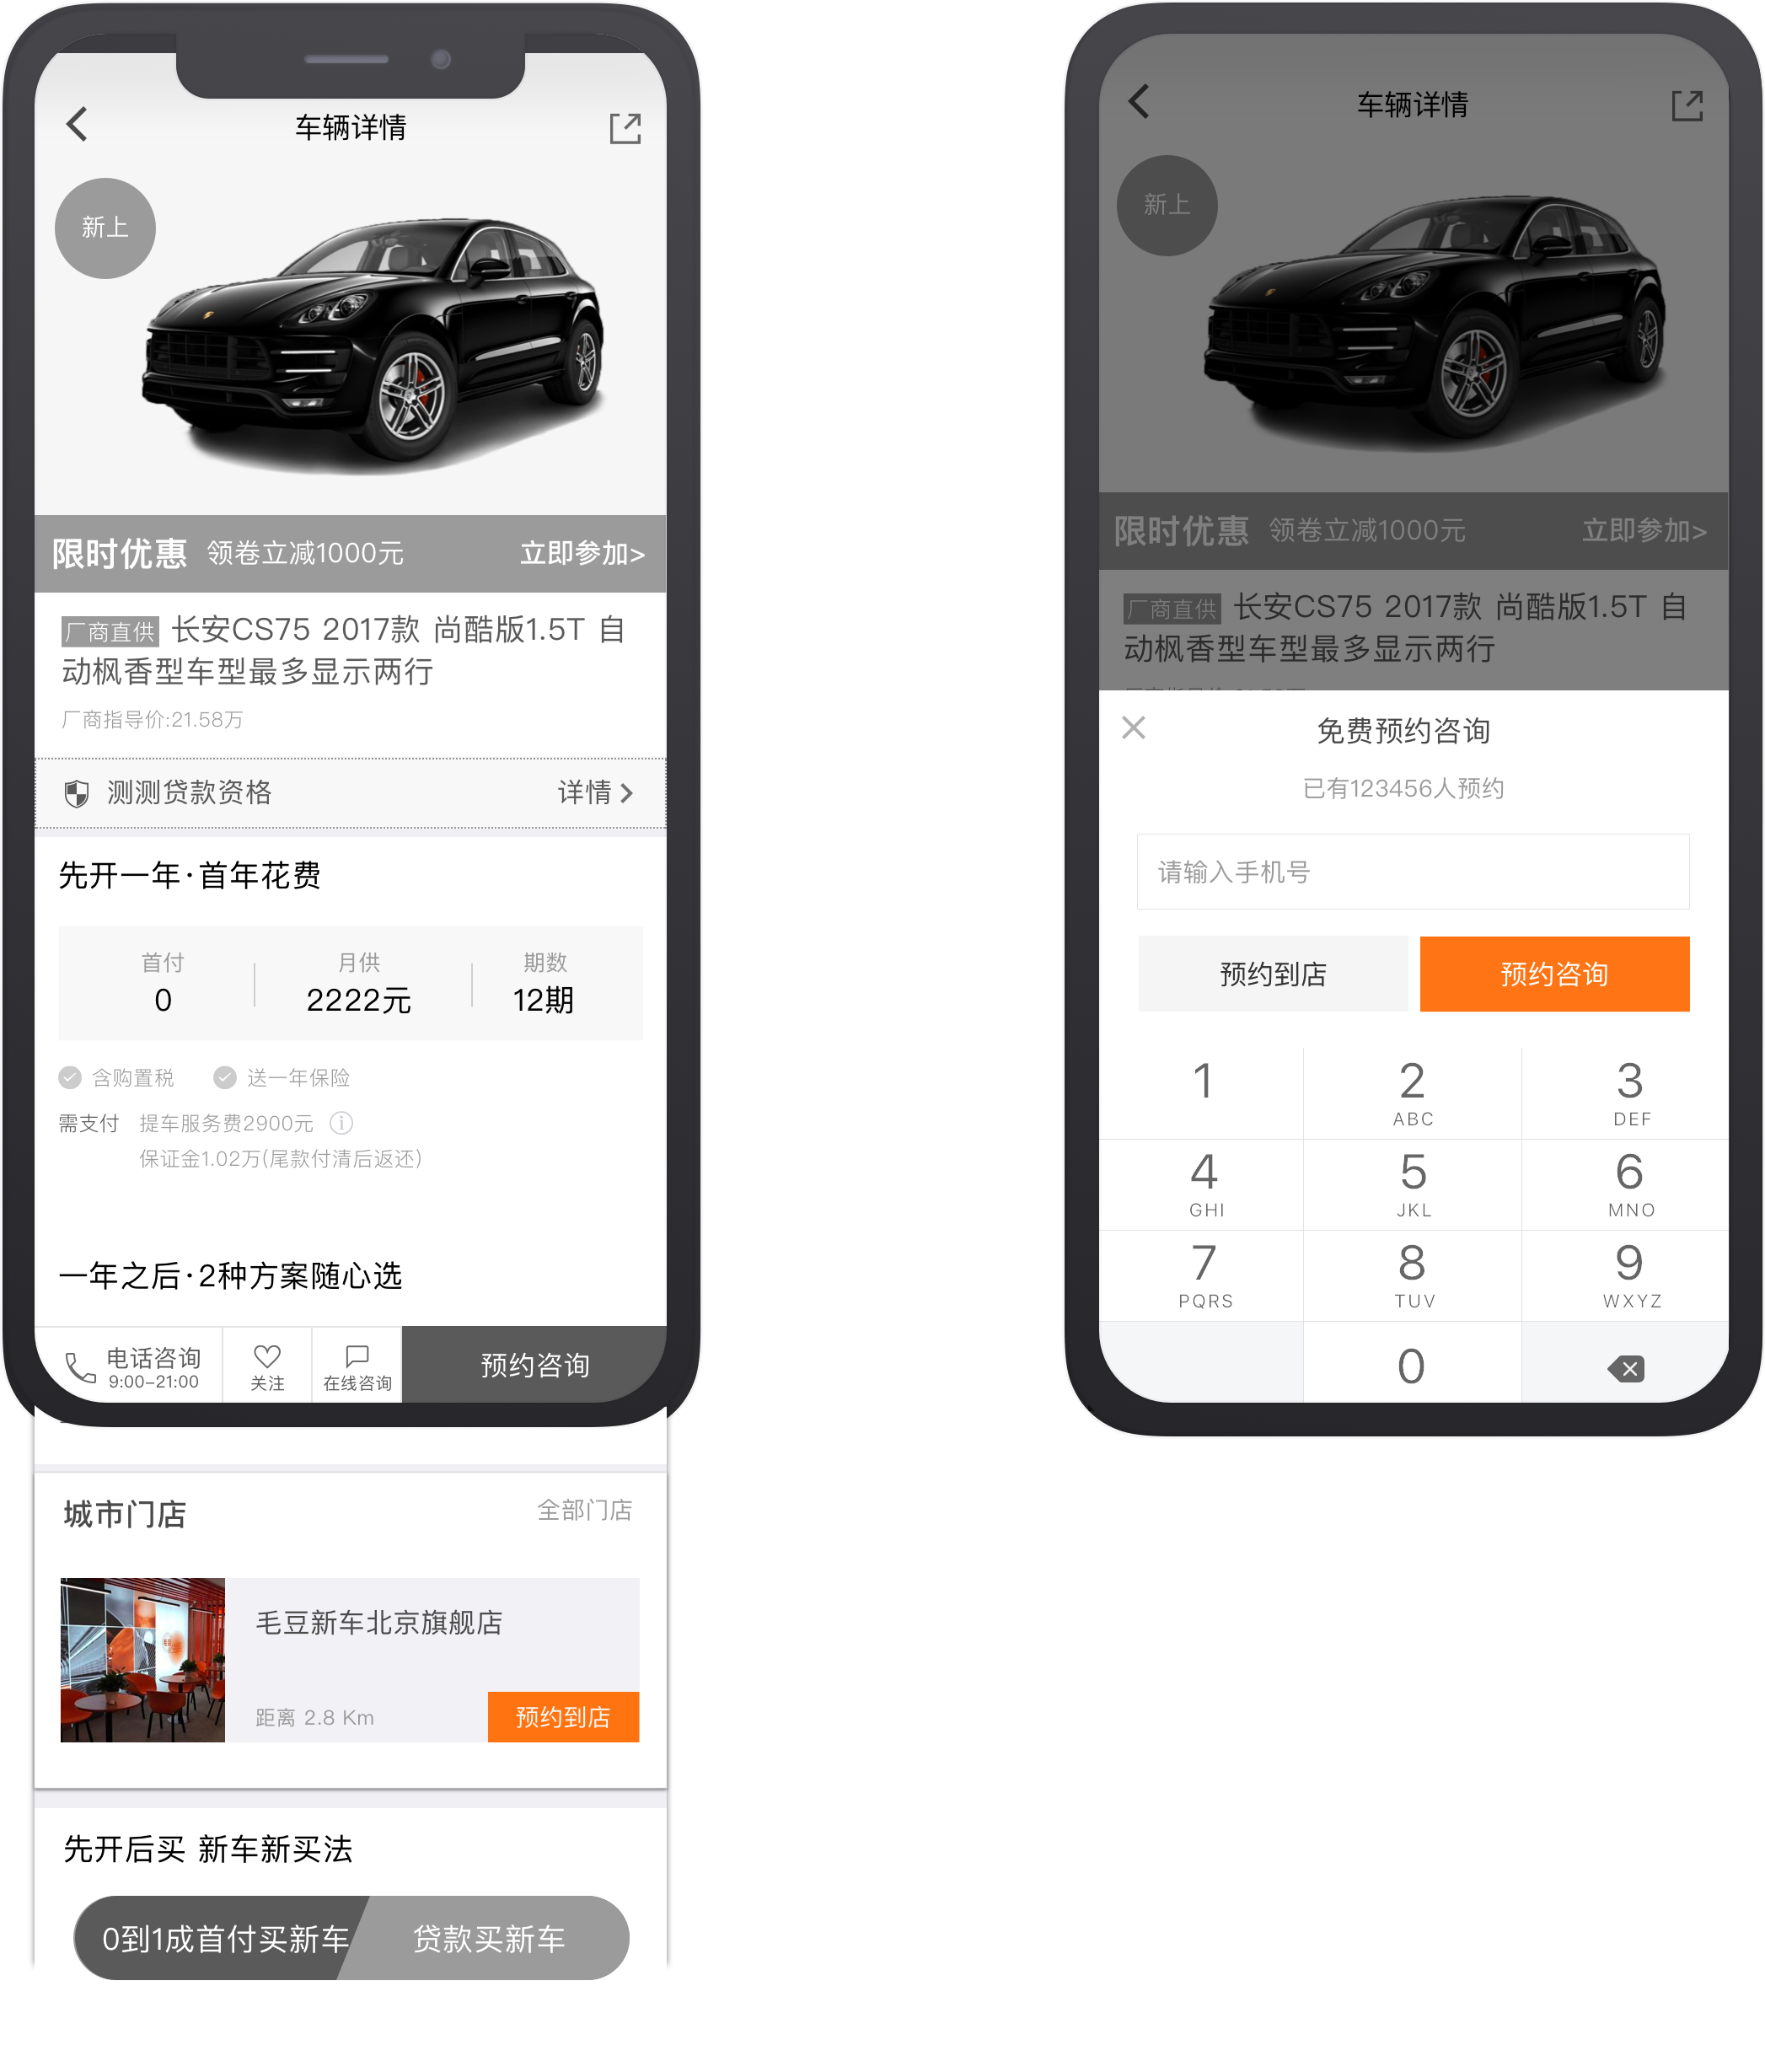 车辆详情
新上
限时优惠 领卷立减1000元 立即参加>
厂商直供 长安CS75 2017款 尚酷版1.5T 自
动枫香型车型最多显示两行
厂商指导价:21.58万
测测贷款资格 详情
先开一年·首年花费
首付 月供 期数
0 2222元 12期
含购置税 送一年保险
需支付 提车服务费2900元
保证金1.02万(尾款付清后返还)
一年之后·2种方案随心选
电话咨询
9:00-21:00
关注
在线咨询
预约咨询
城市门店 全部门店
毛豆新车北京旗舰店
距离 2.8 Km 预约到店
先开后买 新车新买法
0到1成首付买新车 贷款买新车
车辆详情
新上
限时优惠 领卷立减1000元 立即参加>
厂商直供 长安CS75 2017款 尚酷版1.5T 自
动枫香型车型最多显示两行
免费预约咨询
已有123456人预约
请输入手机号
预约到店 预约咨询
1 2 3
ABC DEF
4 5 6
GHI JKL MNO
7 8 9
PQRS TUV WXYZ
0